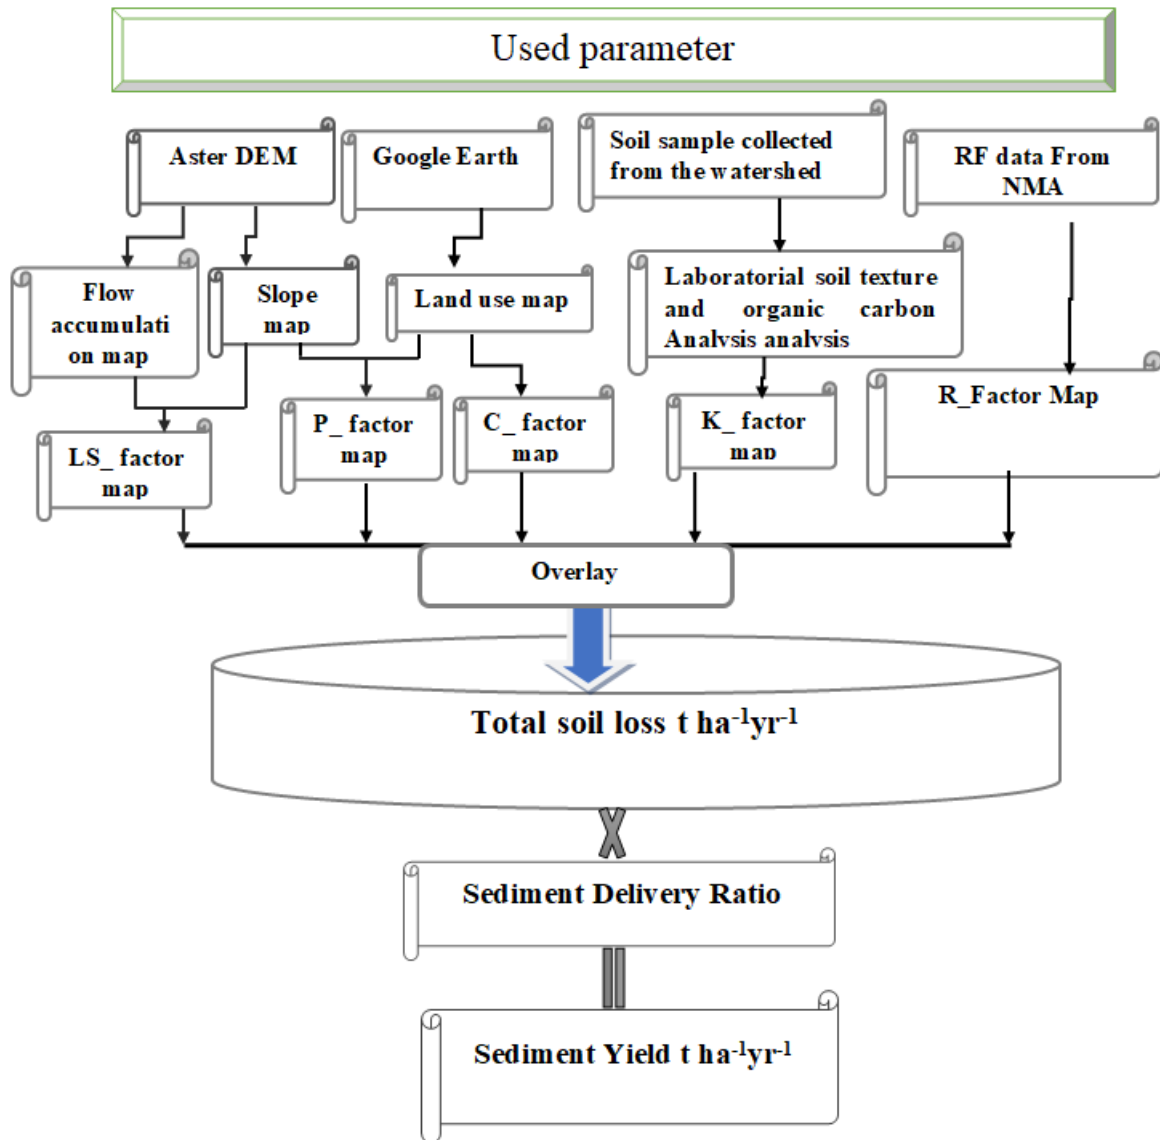 Used parameter
Aster DEM
Google Earth
Soil sample collected
from the watershed
RF data From
NMA
Flow
accumulati
on map
Slope
map
Land use map
Laboratorial soil texture
and organic carbon
Analysis analysis
R_Factor Map
LS_ factor
map
P_ factor
map
C_ factor
map
K_ factor
map
Overlay
Total soil loss t ha⁻¹yr⁻¹
Sediment Delivery Ratio
Sediment Yield t ha⁻¹yr⁻¹